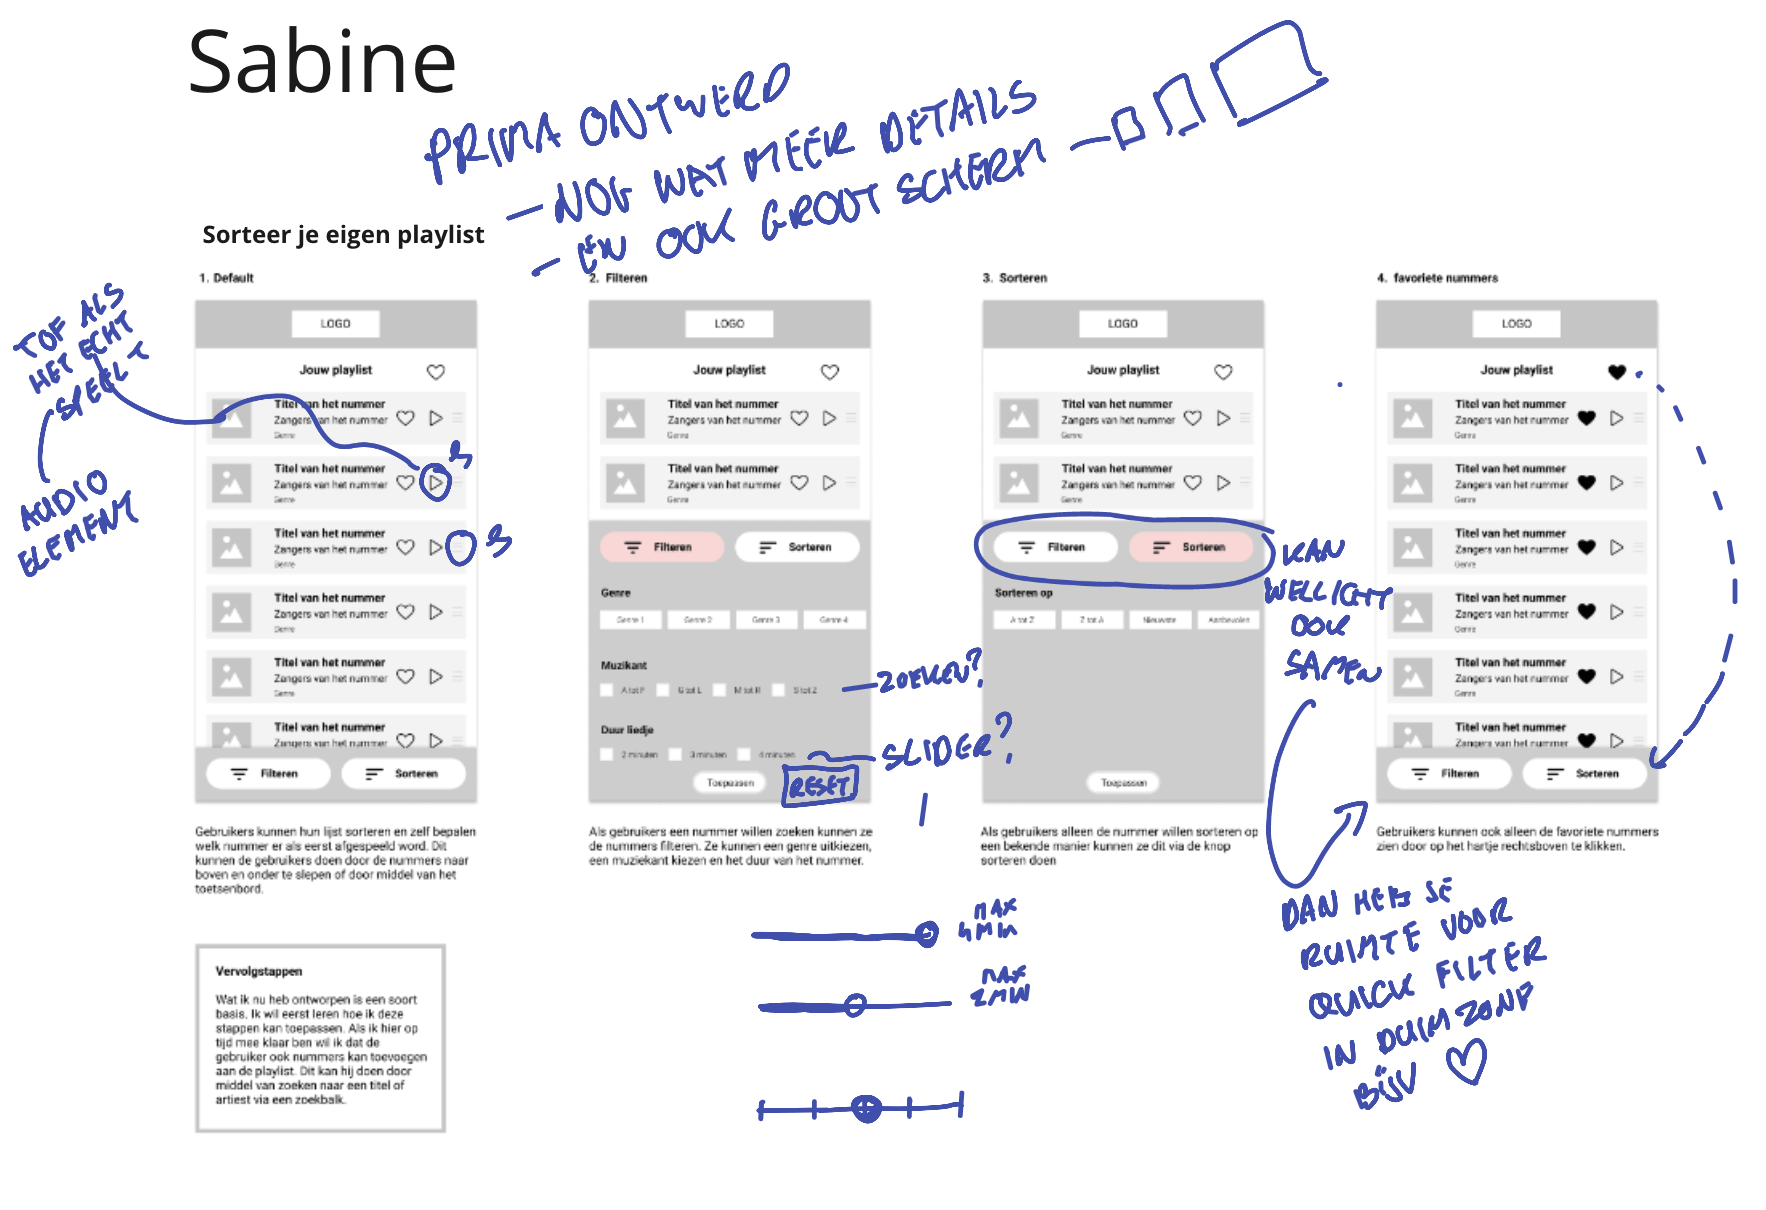 Sabine
PRIMA ONTWERP
- NOG WAT MÉÉR DETAILS
- EN OOK GROOT SCHERM
Sorteer je eigen playlist
TOF ALS
HET ECHT
SPEELT
AUDIO
ELEMENT
1. Default
LOGO
Jouw playlist
Titel van het nummer
Zangers van het nummer
Genre
Titel van het nummer
Zangers van het nummer
Genre
Titel van het nummer
Zangers van het nummer
Genre
Titel van het nummer
Zangers van het nummer
Genre
Titel van het nummer
Zangers van het nummer
Genre
Titel van het nummer
Zangers van het nummer
Filteren
Sorteren
Gebruikers kunnen hun lijst sorteren en zelf bepalen
welk nummer er als eerst afgespeeld word. Dit
kunnen de gebruikers doen door de nummers naar
boven en onder te slepen of door middel van het
toetsenbord.
2. Filteren
LOGO
Jouw playlist
Titel van het nummer
Zangers van het nummer
Genre
Titel van het nummer
Zangers van het nummer
Genre
Filteren
Sorteren
Genre
Genre 1
Genre 2
Genre 3
Genre 4
Muzikant
A tot F
G tot L
M tot R
S tot Z
ZOEKEN?
Duur liedje
2 minuten
3 minuten
4 minuten
SLIDER?
Toepassen
RESET
Als gebruikers een nummer willen zoeken kunnen ze
de nummers filteren. Ze kunnen een genre uitkiezen,
een muziekant kiezen en het duur van het nummer.
MAX
4 MIN
MAX
2 MIN
3. Sorteren
LOGO
Jouw playlist
Titel van het nummer
Zangers van het nummer
Genre
Titel van het nummer
Zangers van het nummer
Genre
Filteren
Sorteren
Sorteren op
A tot Z
Z tot A
Nieuwste
Aanbevolen
Toepassen
Als gebruikers alleen de nummer willen sorteren op
een bekende manier kunnen ze dit via de knop
sorteren doen
KAN
WELLICHT
OOK
SAMEN
DAN HEB JE
RUIMTE VOOR
QUICK FILTER
IN DUIMZONE
BIJV
4. favoriete nummers
LOGO
Jouw playlist
Titel van het nummer
Zangers van het nummer
Genre
Titel van het nummer
Zangers van het nummer
Genre
Titel van het nummer
Zangers van het nummer
Genre
Titel van het nummer
Zangers van het nummer
Genre
Titel van het nummer
Zangers van het nummer
Genre
Titel van het nummer
Zangers van het nummer
Filteren
Sorteren
Gebruikers kunnen ook alleen de favoriete nummers
zien door op het hartje rechtsboven te klikken.
Vervolgstappen
Wat ik nu heb ontworpen is een soort
basis. Ik wil eerst leren hoe ik deze
stappen kan toepassen. Als ik hier op
tijd mee klaar ben wil ik dat de
gebruiker ook nummers kan toevoegen
aan de playlist. Dit kan hij doen door
middel van zoeken naar een titel of
artiest via een zoekbalk.